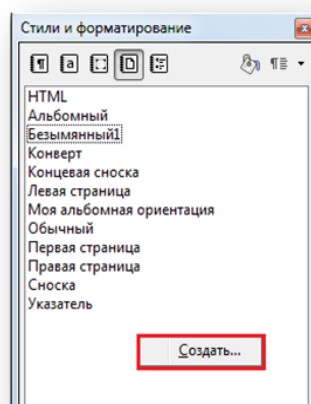 Стили и форматирование
HTML
Альбомный
Безымянный1
Конверт
Концевая сноска
Левая страница
Моя альбомная ориентация
Обычный
Первая страница
Правая страница
Сноска
Указатель
Создать...